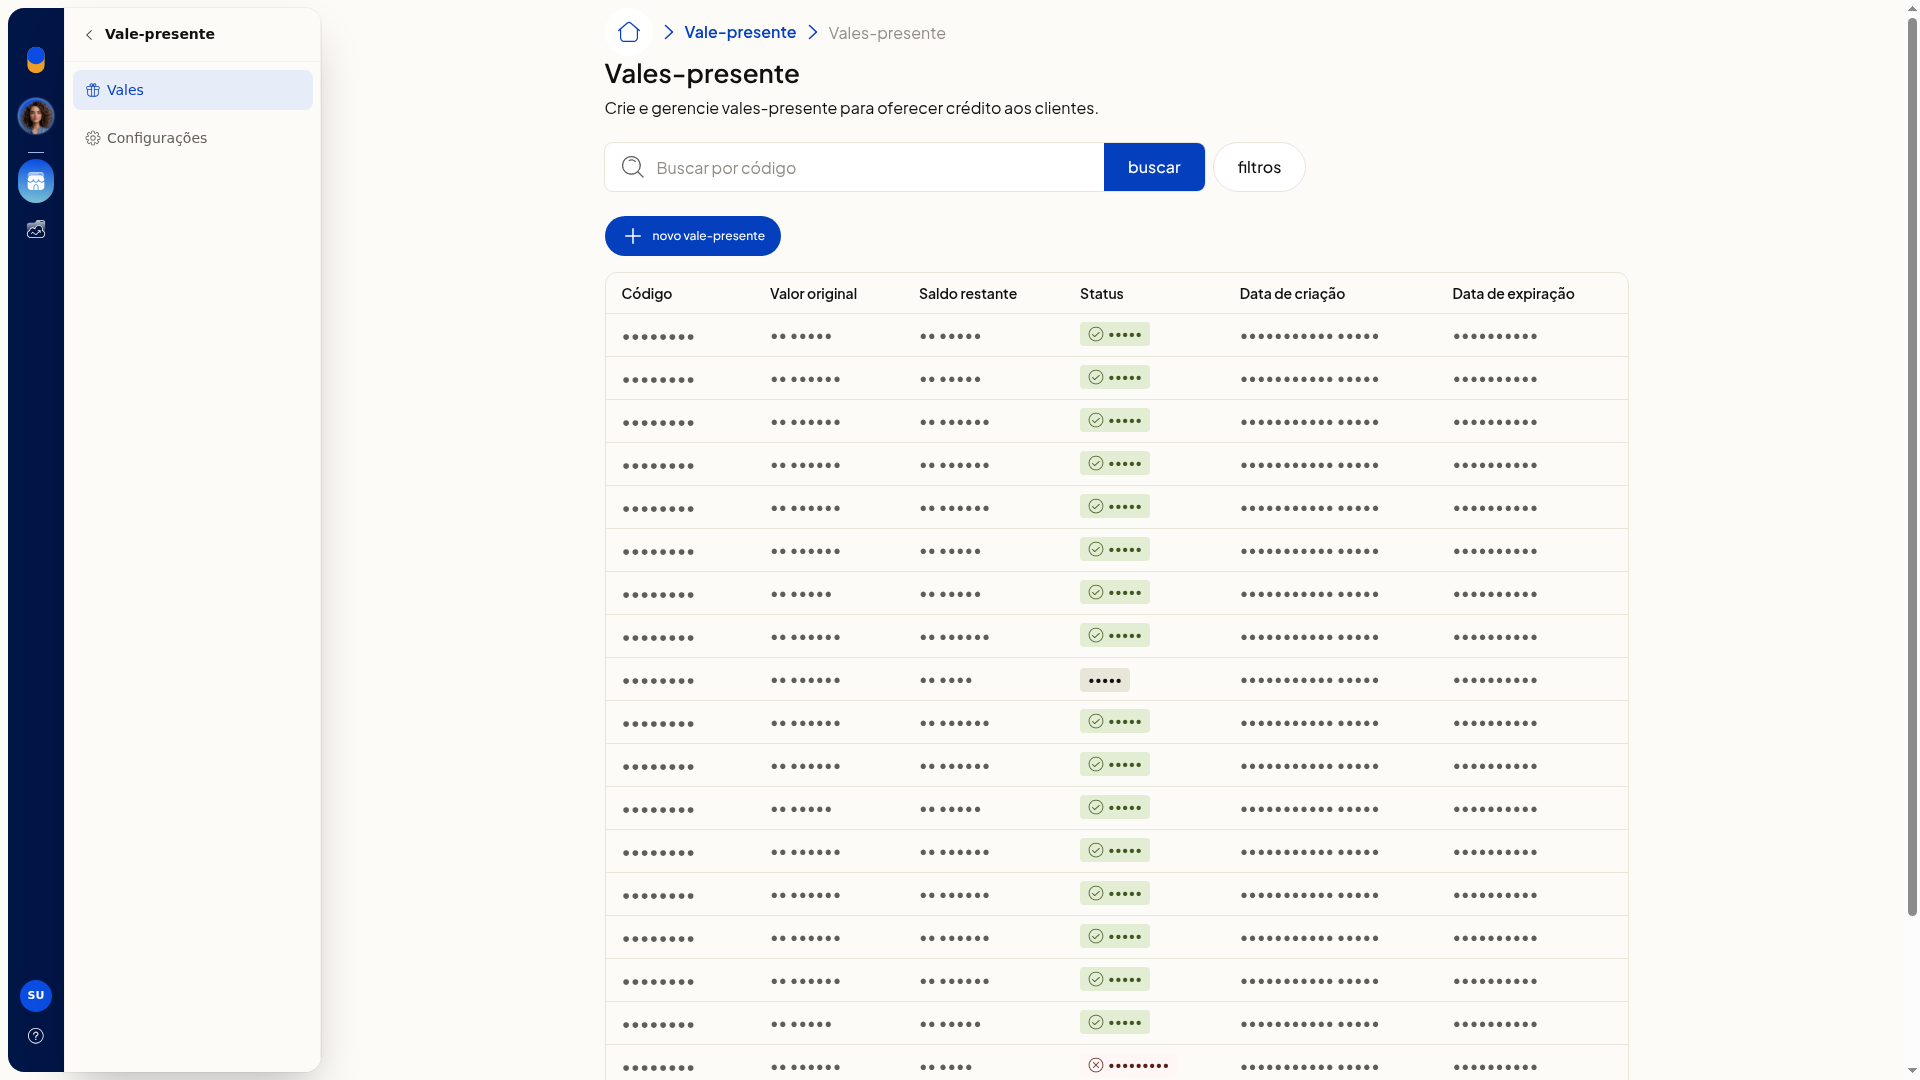 Vale-presente
Vales
Configurações
SU
Vale-presente
Vales-presente
Vales-presente
Crie e gerencie vales-presente para oferecer crédito aos clientes.
Buscar por código
buscar
filtros
novo vale-presente
Código Valor original Saldo restante Status Data de criação Data de expiração
•••••••• •• ••••• •• ••••• ••••• ••••••••••• ••••• ••••••••••
•••••••• •• •••••• •• ••••• ••••• ••••••••••• ••••• ••••••••••
•••••••• •• •••••• •• •••••• ••••• ••••••••••• ••••• ••••••••••
•••••••• •• •••••• •• •••••• ••••• ••••••••••• ••••• ••••••••••
•••••••• •• •••••• •• •••••• ••••• ••••••••••• ••••• ••••••••••
•••••••• •• •••••• •• ••••• ••••• ••••••••••• ••••• ••••••••••
•••••••• •• ••••• •• ••••• ••••• ••••••••••• ••••• ••••••••••
•••••••• •• •••••• •• •••••• ••••• ••••••••••• ••••• ••••••••••
•••••••• •• •••••• •• •••• ••••• ••••••••••• ••••• ••••••••••
•••••••• •• •••••• •• •••••• ••••• ••••••••••• ••••• ••••••••••
•••••••• •• •••••• •• •••••• ••••• ••••••••••• ••••• ••••••••••
•••••••• •• ••••• •• ••••• ••••• ••••••••••• ••••• ••••••••••
•••••••• •• •••••• •• •••••• ••••• ••••••••••• ••••• ••••••••••
•••••••• •• •••••• •• •••••• ••••• ••••••••••• ••••• ••••••••••
•••••••• •• •••••• •• •••••• ••••• ••••••••••• ••••• ••••••••••
•••••••• •• •••••• •• •••••• ••••• ••••••••••• ••••• ••••••••••
•••••••• •• ••••• •• ••••• ••••• ••••••••••• ••••• ••••••••••
•••••••• •• •••••• •• •••• ••••••••• ••••••••••• ••••• ••••••••••